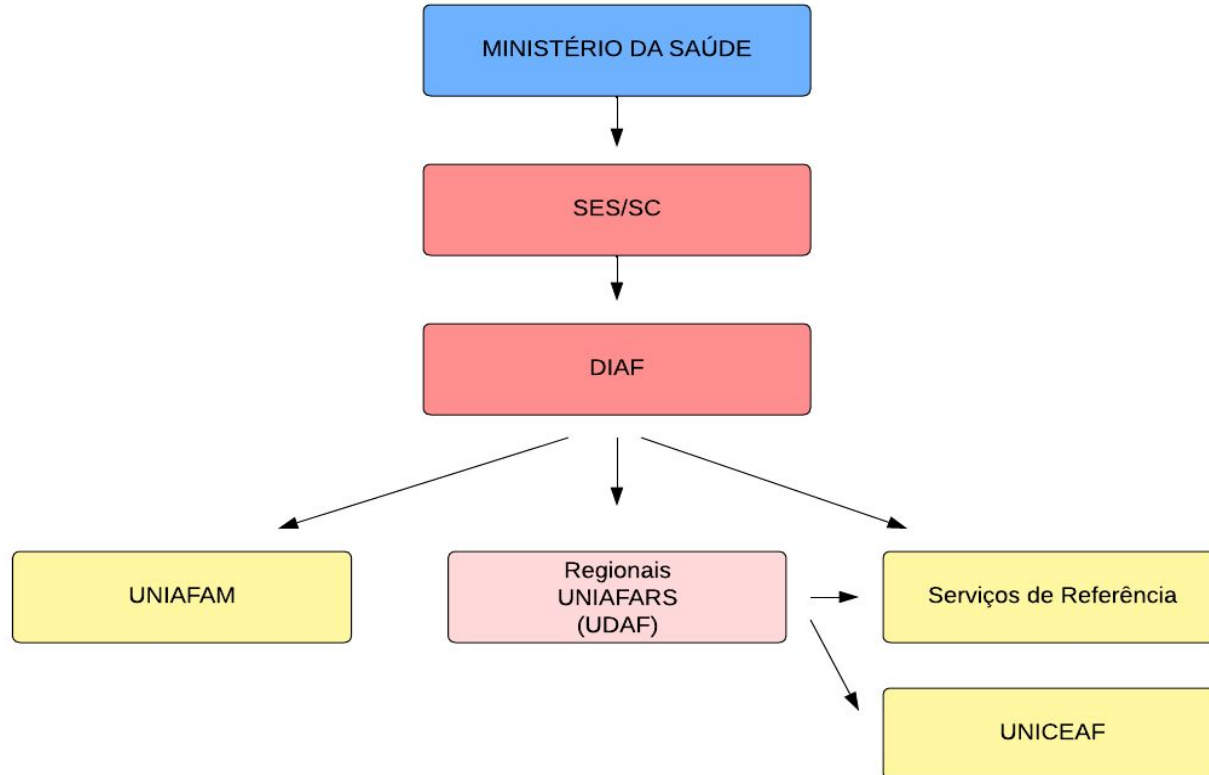 MINISTÉRIO DA SAÚDE
SES/SC
DIAF
UNIAFAM
Regionais
UNIAFARS
(UDAF)
Serviços de Referência
UNICEAF